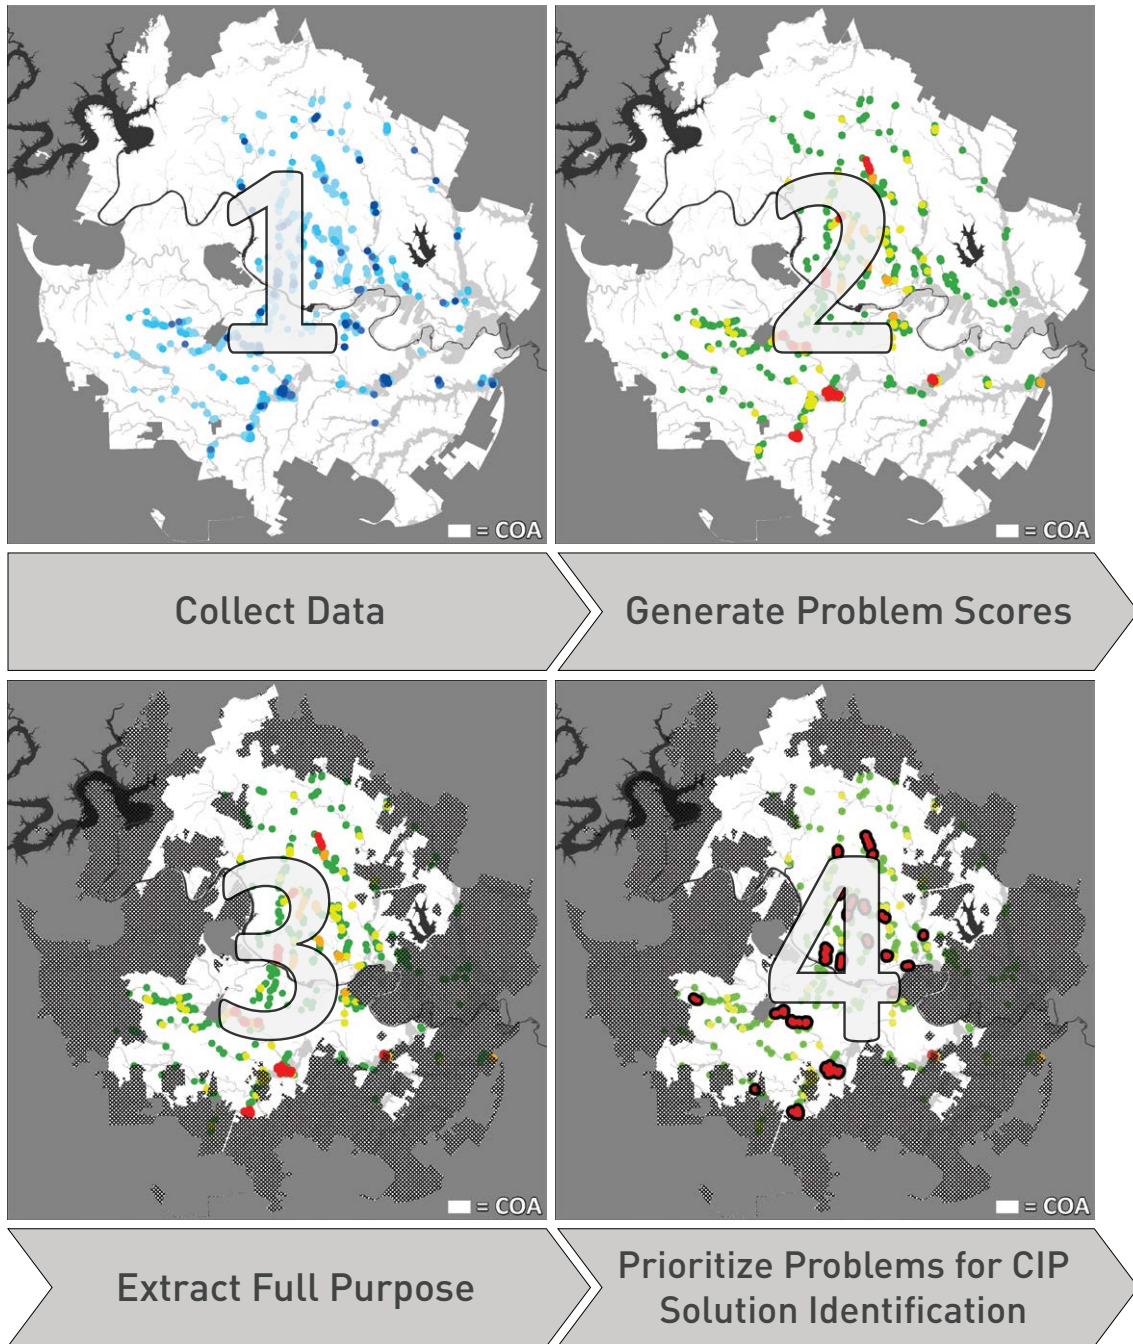 1
2
= COA
= COA
Collect Data
Generate Problem Scores
3
4
= COA
= COA
Extract Full Purpose
Prioritize Problems for CIP
Solution Identification